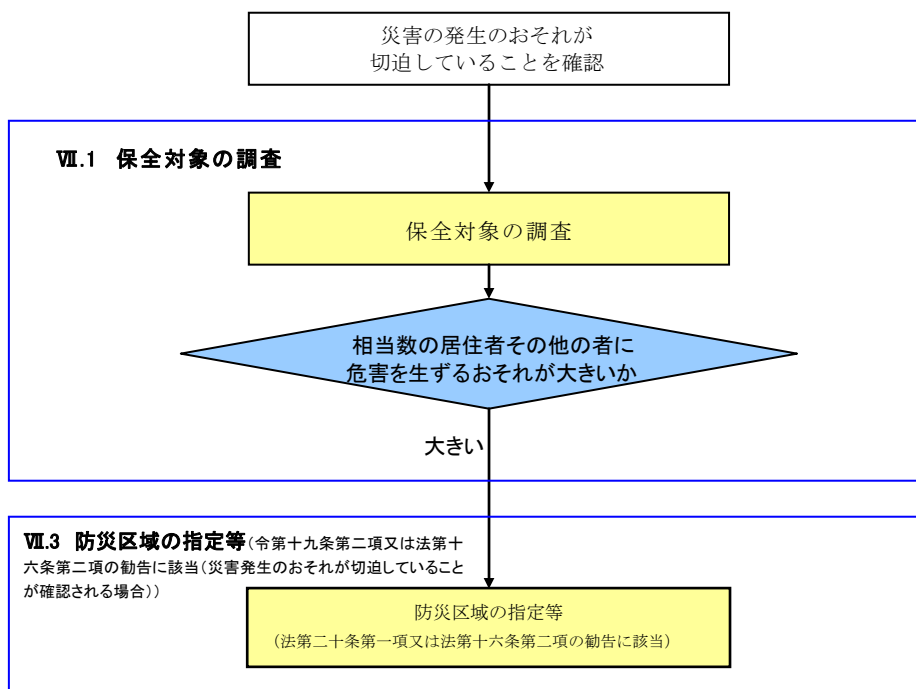 災害の発生のおそれが
切迫していることを確認
Ⅶ.1 保全対象の調査
保全対象の調査
相当数の居住者その他の者に
危害を生ずるおそれが大きいか
大きい
Ⅶ.3 防災区域の指定等(令第十九条第二項又は法第十
六条第二項の勧告に該当(災害発生のおそれが切迫していること
が確認される場合))
防災区域の指定等
(法第二十条第一項又は法第十六条第二項の勧告に該当)